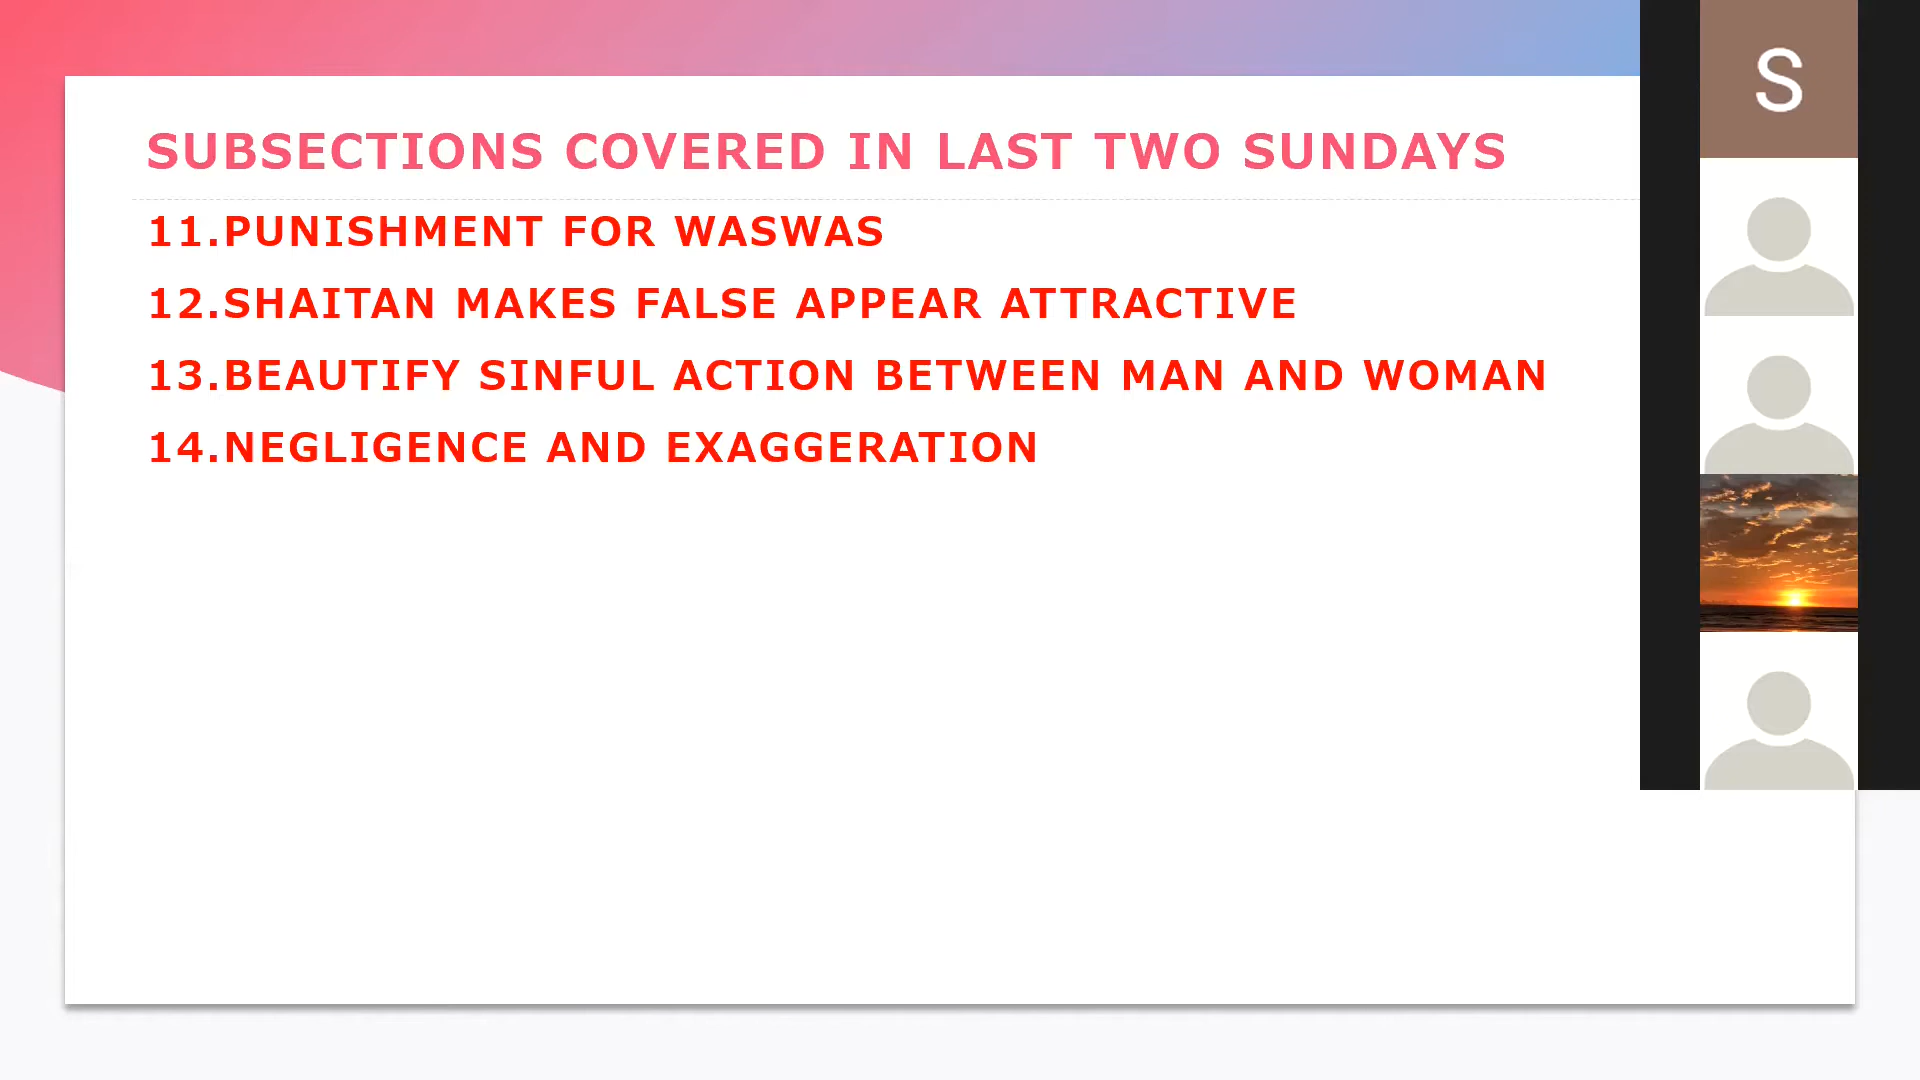 SUBSECTIONS COVERED IN LAST TWO SUNDAYS
11.PUNISHMENT FOR WASWAS
12.SHAITAN MAKES FALSE APPEAR ATTRACTIVE
13.BEAUTIFY SINFUL ACTION BETWEEN MAN AND WOMAN
14.NEGLIGENCE AND EXAGGERATION
S